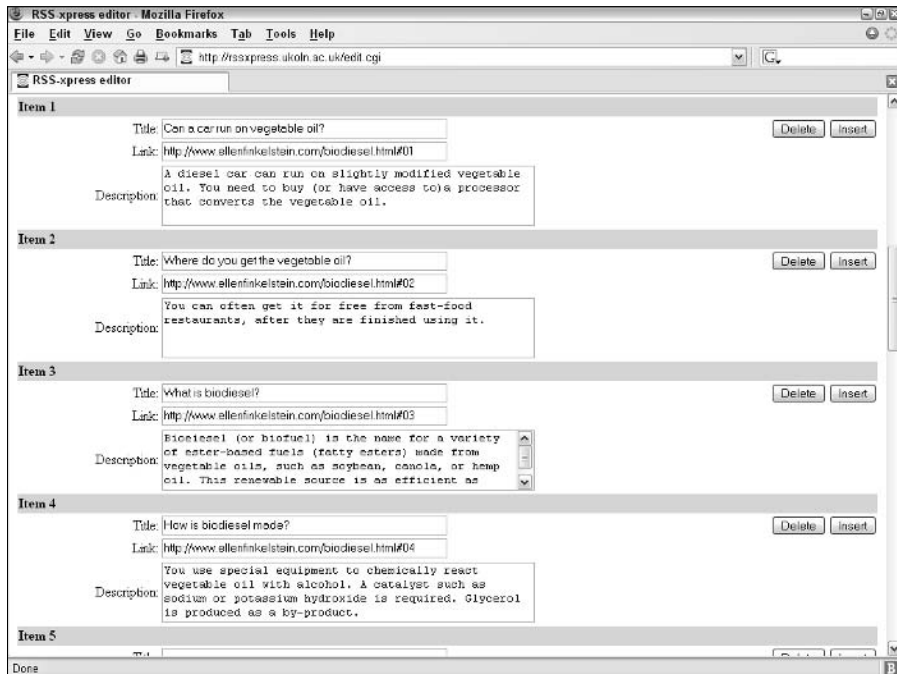 RSS-xpress editor - Mozilla Firefox
File Edit View Go Bookmarks Tab Tools Help
http://rssxpress.ukoln.ac.uk/edit.cgi
G
RSS-xpress editor
Item 1
Title: Can a car run on vegetable oil?
Delete Insert
Link: http://www.ellenfinkelstein.com/biodiesel.html#01
Description:
A diesel car can run on slightly modified vegetable
oil. You need to buy (or have access to)a processor
that converts the vegetable oil.
Item 2
Title: Where do you get the vegetable oil?
Delete Insert
Link: http://www.ellenfinkelstein.com/biodiesel.html#02
Description:
You can often get it for free from fast-food
restaurants, after they are finished using it.
Item 3
Title: What is biodiesel?
Delete Insert
Link: http://www.ellenfinkelstein.com/biodiesel.html#03
Description:
Bioeiesel (or biofuel) is the name for a variety
of ester-based fuels (fatty esters) made from
vegetable oils, such as soybean, canola, or hemp
oil. This renewable source is as efficient as
Item 4
Title: How is biodiesel made?
Delete Insert
Link: http://www.ellenfinkelstein.com/biodiesel.html#04
Description:
You use special equipment to chemically react
vegetable oil with alcohol. A catalyst such as
sodium or potassium hydroxide is required. Glycerol
is produced as a by-product.
Item 5
Done